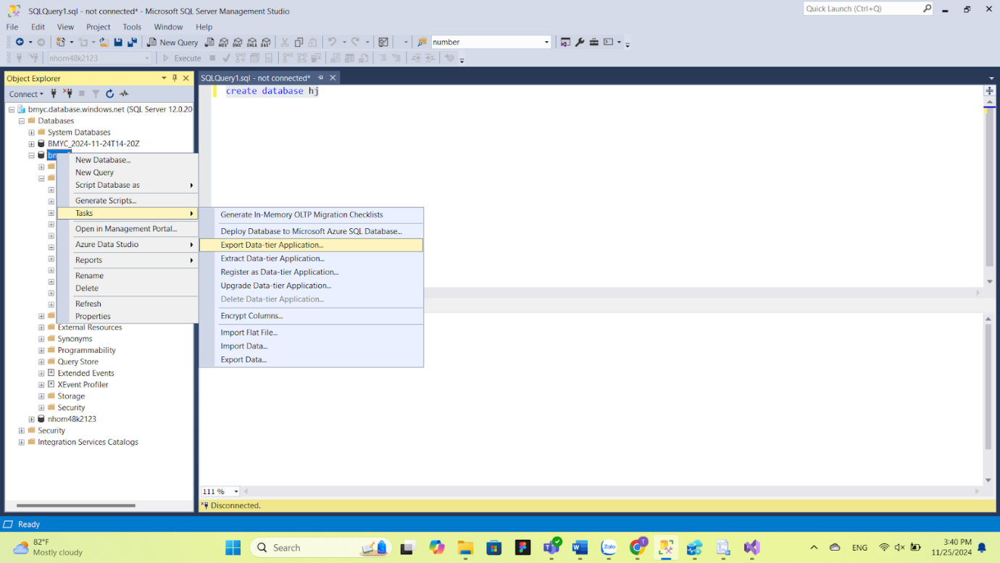 SQLQuery1.sql - not connected* - Microsoft SQL Server Management Studio
Quick Launch (Ctrl+Q)
File Edit View Project Tools Window Help
New Query
number
nhom48k2123
Execute
Object Explorer
SQLQuery1.sql - not connected*
Connect
create database hj
bmyc.database.windows.net (SQL Server 12.0.20
Databases
System Databases
BMYC_2024-11-24T14-20Z
New Database...
New Query
Script Database as
Generate Scripts...
Tasks
Open in Management Portal...
Azure Data Studio
Reports
Rename
Delete
Refresh
Properties
Generate In-Memory OLTP Migration Checklists
Deploy Database to Microsoft Azure SQL Database...
Export Data-tier Application...
Extract Data-tier Application...
Register as Data-tier Application...
Upgrade Data-tier Application...
Delete Data-tier Application...
Encrypt Columns...
Import Flat File...
Import Data...
Export Data...
External Resources
Synonyms
Programmability
Query Store
Extended Events
XEvent Profiler
Storage
Security
nhom48k2123
Security
Integration Services Catalogs
111 %
Disconnected.
Ready
82°F
Mostly cloudy
Search
Zalo
T
ENG
3:40 PM
11/25/2024